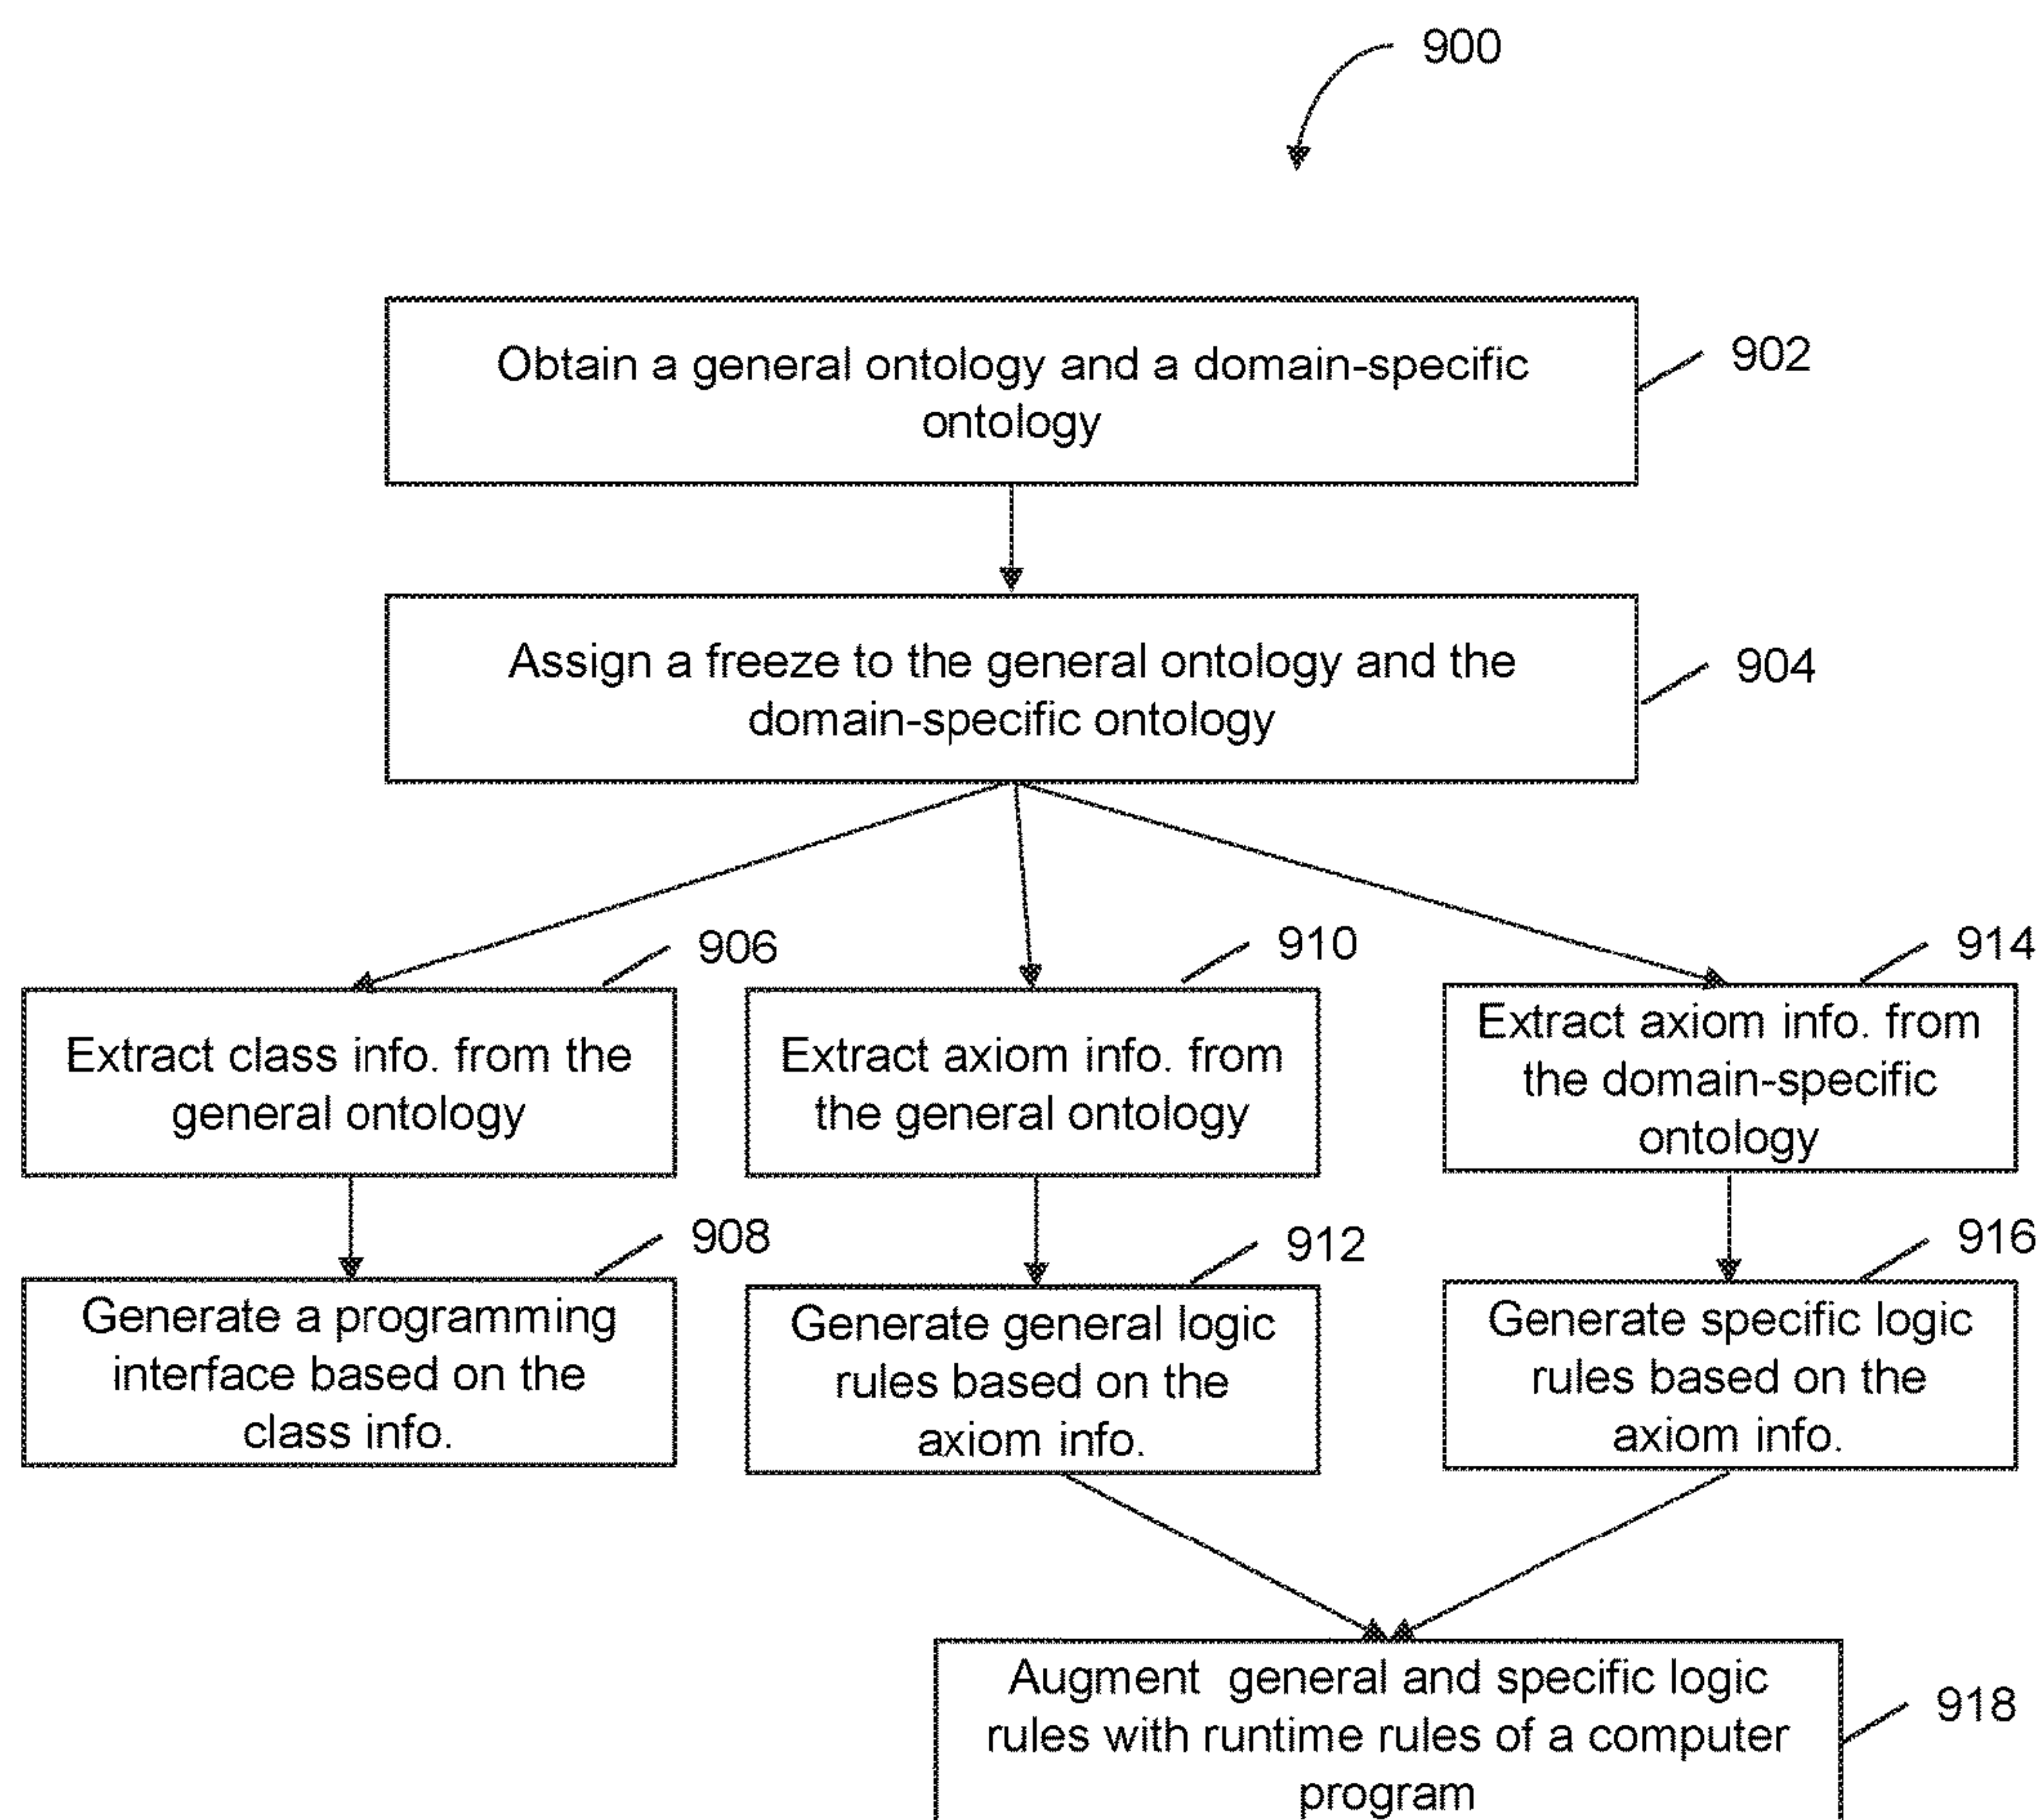 900
Obtain a general ontology and a domain-specific
ontology
902
Assign a freeze to the general ontology and the
domain-specific ontology
904
906
Extract class info. from the
general ontology
910
Extract axiom info. from
the general ontology
914
Extract axiom info. from
the domain-specific
ontology
908
Generate a programming
interface based on the
class info.
912
Generate general logic
rules based on the
axiom info.
916
Generate specific logic
rules based on the
axiom info.
Augment general and specific logic
rules with runtime rules of a computer
program
918